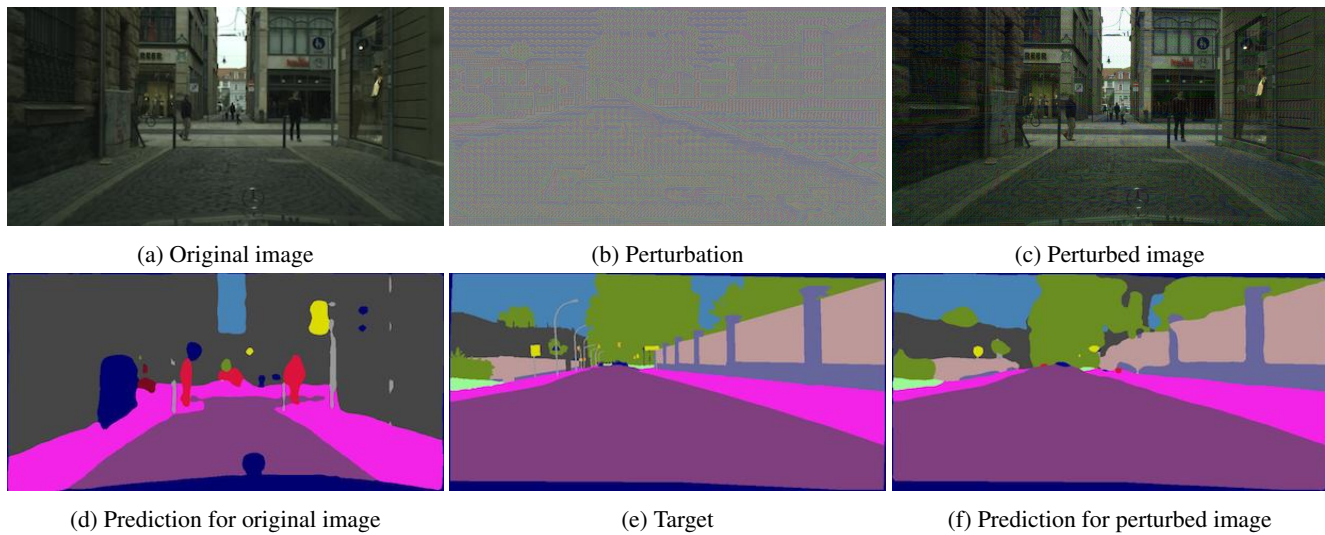 (a) Original image
(b) Perturbation
(c) Perturbed image
(d) Prediction for original image
(e) Target
(f) Prediction for perturbed image